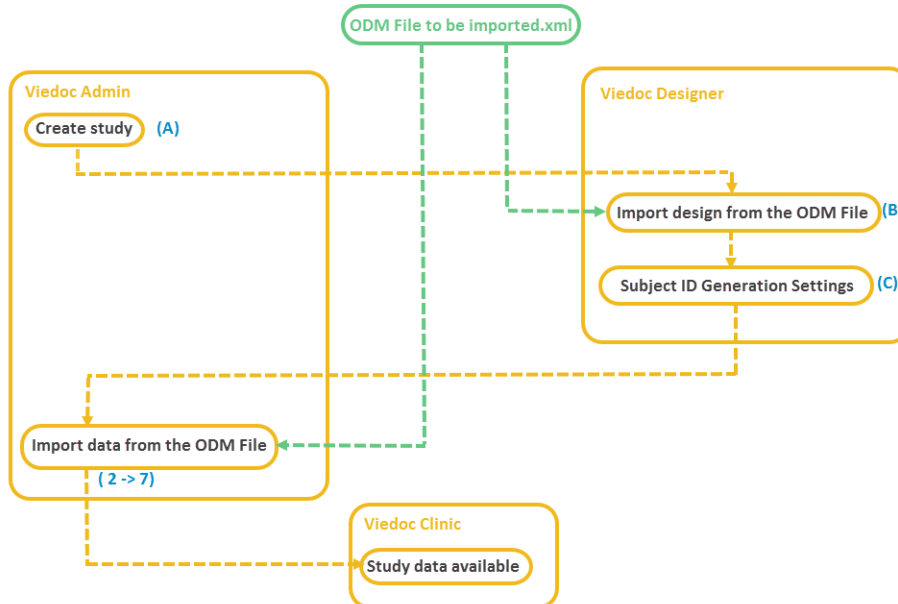 ODM File to be imported.xml
Viedoc Admin
Create study
(A)
Viedoc Designer
Import design from the ODM File
(B
Subject ID Generation Settings
(C)
Import data from the ODM File
( 2 -> 7)
Viedoc Clinic
Study data available